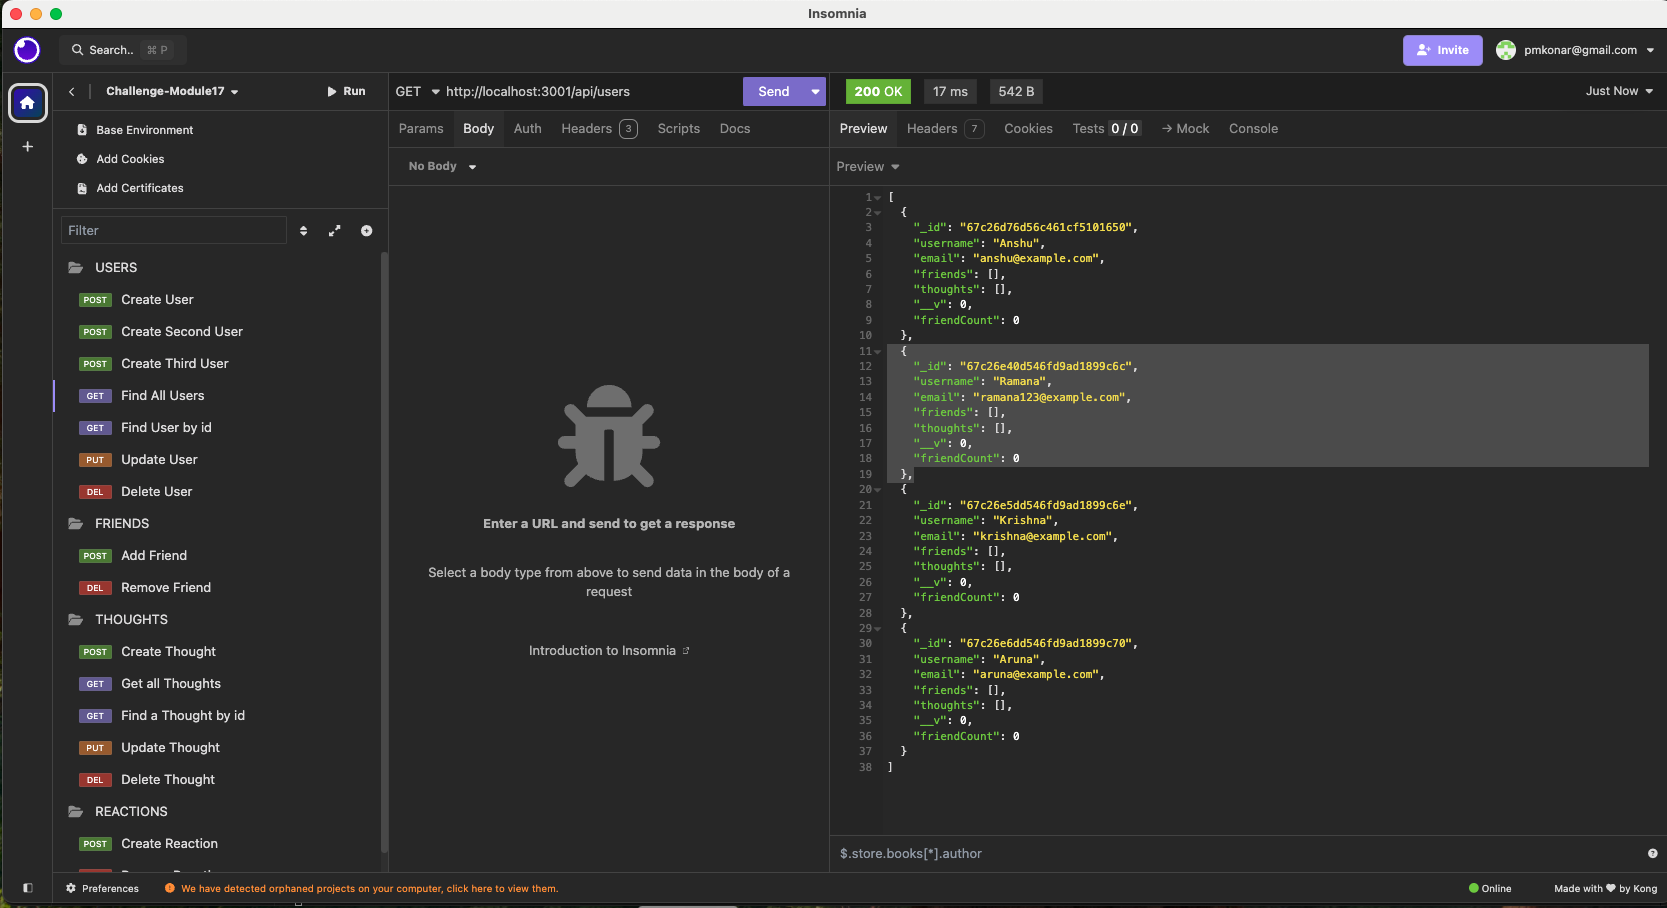 Insomnia
Search.. ⌘ P
Invite
pmkonar@gmail.com
Challenge-Module17
Run
Base Environment
Add Cookies
Add Certificates
Filter
USERS
POST Create User
POST Create Second User
POST Create Third User
GET Find All Users
GET Find User by id
PUT Update User
DEL Delete User
FRIENDS
POST Add Friend
DEL Remove Friend
THOUGHTS
POST Create Thought
GET Get all Thoughts
GET Find a Thought by id
PUT Update Thought
DEL Delete Thought
REACTIONS
POST Create Reaction
GET http://localhost:3001/api/users Send
Params Body Auth Headers 3 Scripts Docs
No Body
Enter a URL and send to get a response
Select a body type from above to send data in the body of a
request
Introduction to Insomnia
200 OK 17 ms 542 B Just Now
Preview Headers 7 Cookies Tests 0 / 0 → Mock Console
Preview
1 [
2 {
3 "_id": "67c26d76d56c461cf5101650",
4 "username": "Anshu",
5 "email": "anshu@example.com",
6 "friends": [],
7 "thoughts": [],
8 "__v": 0,
9 "friendCount": 0
10 },
11 {
12 "_id": "67c26e40d546fd9ad1899c6c",
13 "username": "Ramana",
14 "email": "ramana123@example.com",
15 "friends": [],
16 "thoughts": [],
17 "__v": 0,
18 "friendCount": 0
19 },
20 {
21 "_id": "67c26e5dd546fd9ad1899c6e",
22 "username": "Krishna",
23 "email": "krishna@example.com",
24 "friends": [],
25 "thoughts": [],
26 "__v": 0,
27 "friendCount": 0
28 },
29 {
30 "_id": "67c26e6dd546fd9ad1899c70",
31 "username": "Aruna",
32 "email": "aruna@example.com",
33 "friends": [],
34 "thoughts": [],
35 "__v": 0,
36 "friendCount": 0
37 }
38 ]
$.store.books[*].author
Preferences
We have detected orphaned projects on your computer, click here to view them.
Online
Made with ♥ by Kong